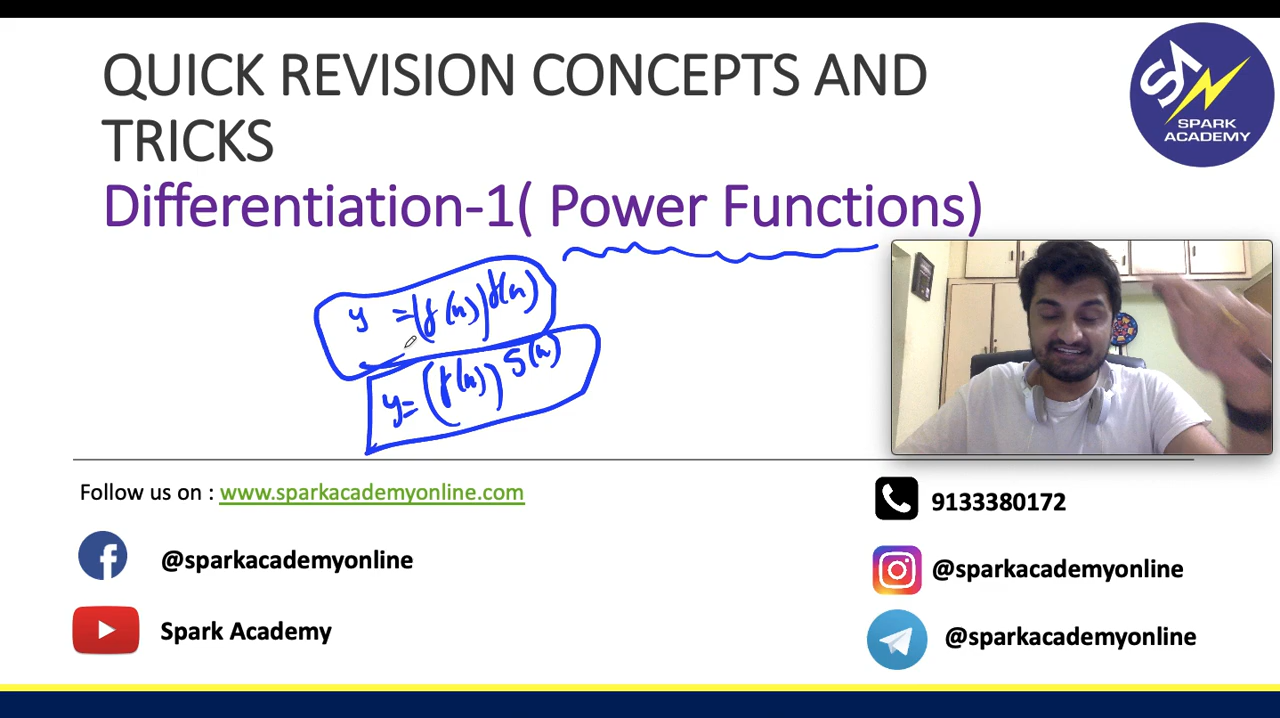 QUICK REVISION CONCEPTS AND
TRICKS
Differentiation-1( Power Functions)
y = (f(x))f(x)
y = (f(x))g(x)
SPARK
ACADEMY
Follow us on : www.sparkacademyonline.com
9133380172
@sparkacademyonline
@sparkacademyonline
Spark Academy
@sparkacademyonline